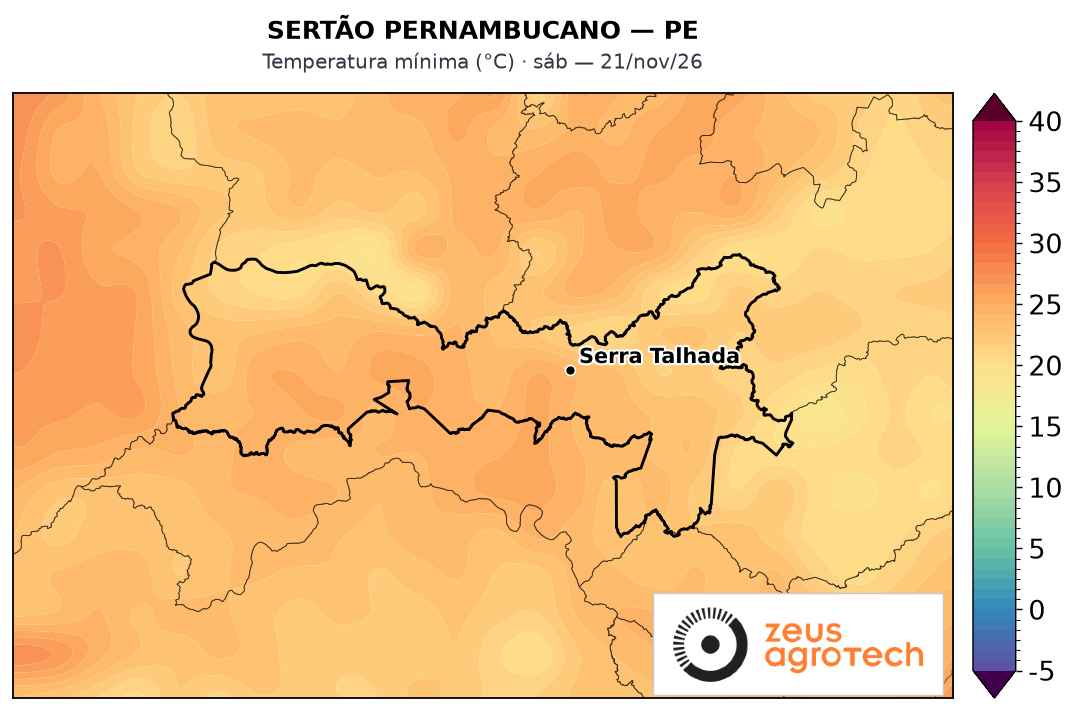 SERTÃO PERNAMBUCANO — PE
Temperatura mínima (°C) · sáb — 21/nov/26
40
35
30
25
20
15
10
5
0
-5
Serra Talhada
zeus
agrotech